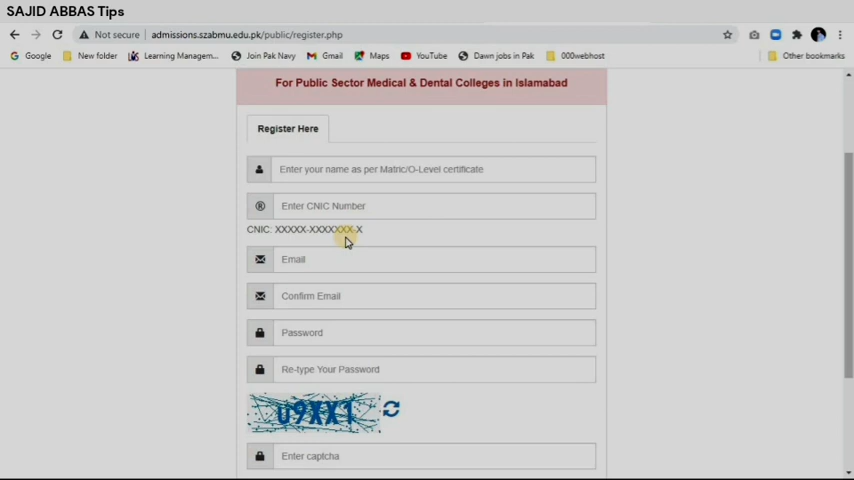 SAJID ABBAS Tips
Not secure admissions.szabmu.edu.pk/public/register.php
Google New folder Learning Managem... Join Pak Navy Gmail Maps YouTube Dawn jobs in Pak 000webhost Other bookmarks
For Public Sector Medical & Dental Colleges in Islamabad
Register Here
Enter your name as per Matric/O-Level certificate
Enter CNIC Number
CNIC: XXXXX-XXXXXXX-X
Email
Confirm Email
Password
Re-type Your Password
u9XX1
Enter captcha